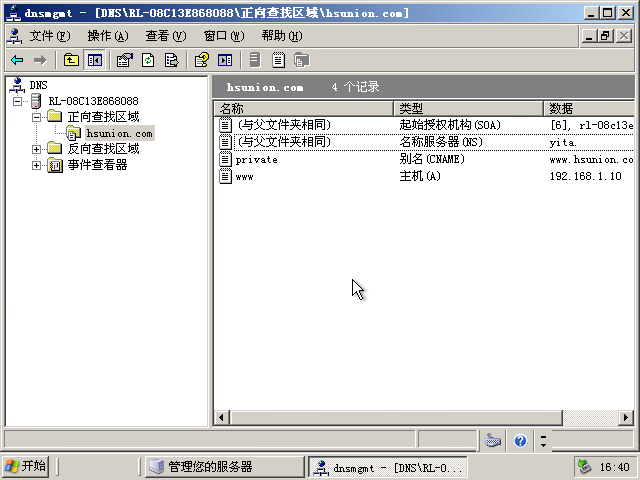 dnsmgmt - [DNS\RL-08C13E868088\正向查找区域\hsunion.com]
文件(F) 操作(A) 查看(V) 窗口(W) 帮助(H)
DNS
RL-08C13E868088
正向查找区域
hsunion.com
反向查找区域
事件查看器
hsunion.com 4 个记录
名称 类型 数据
(与父文件夹相同) 起始授权机构(SOA) [6], rl-08c13e
(与父文件夹相同) 名称服务器(NS) yita.
private 别名(CNAME) www.hsunion.co
www 主机(A) 192.168.1.10
开始 管理您的服务器 dnsmgmt - [DNS\RL-0... 16:40